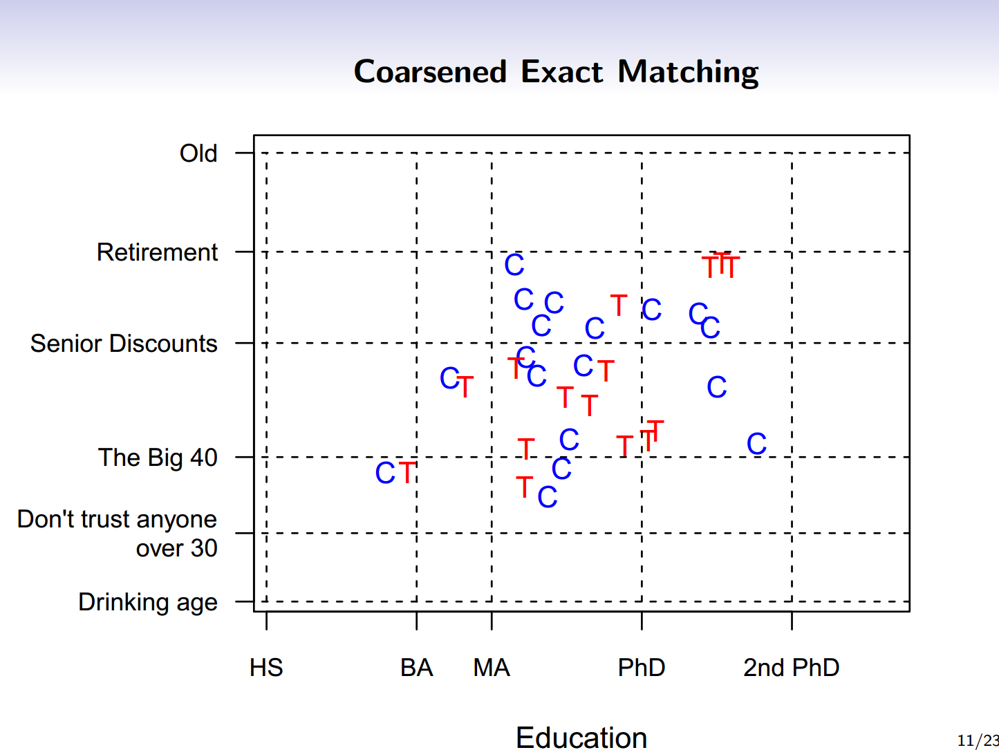 Coarsened Exact Matching
Old
Retirement
C
TTT
C C T C C
C C C
Senior Discounts
C
T C C T
C T C
T T
T
C T T T C
The Big 40
C T C
T C
Don't trust anyone
over 30
Drinking age
HS BA MA PhD 2nd PhD
Education
11/23